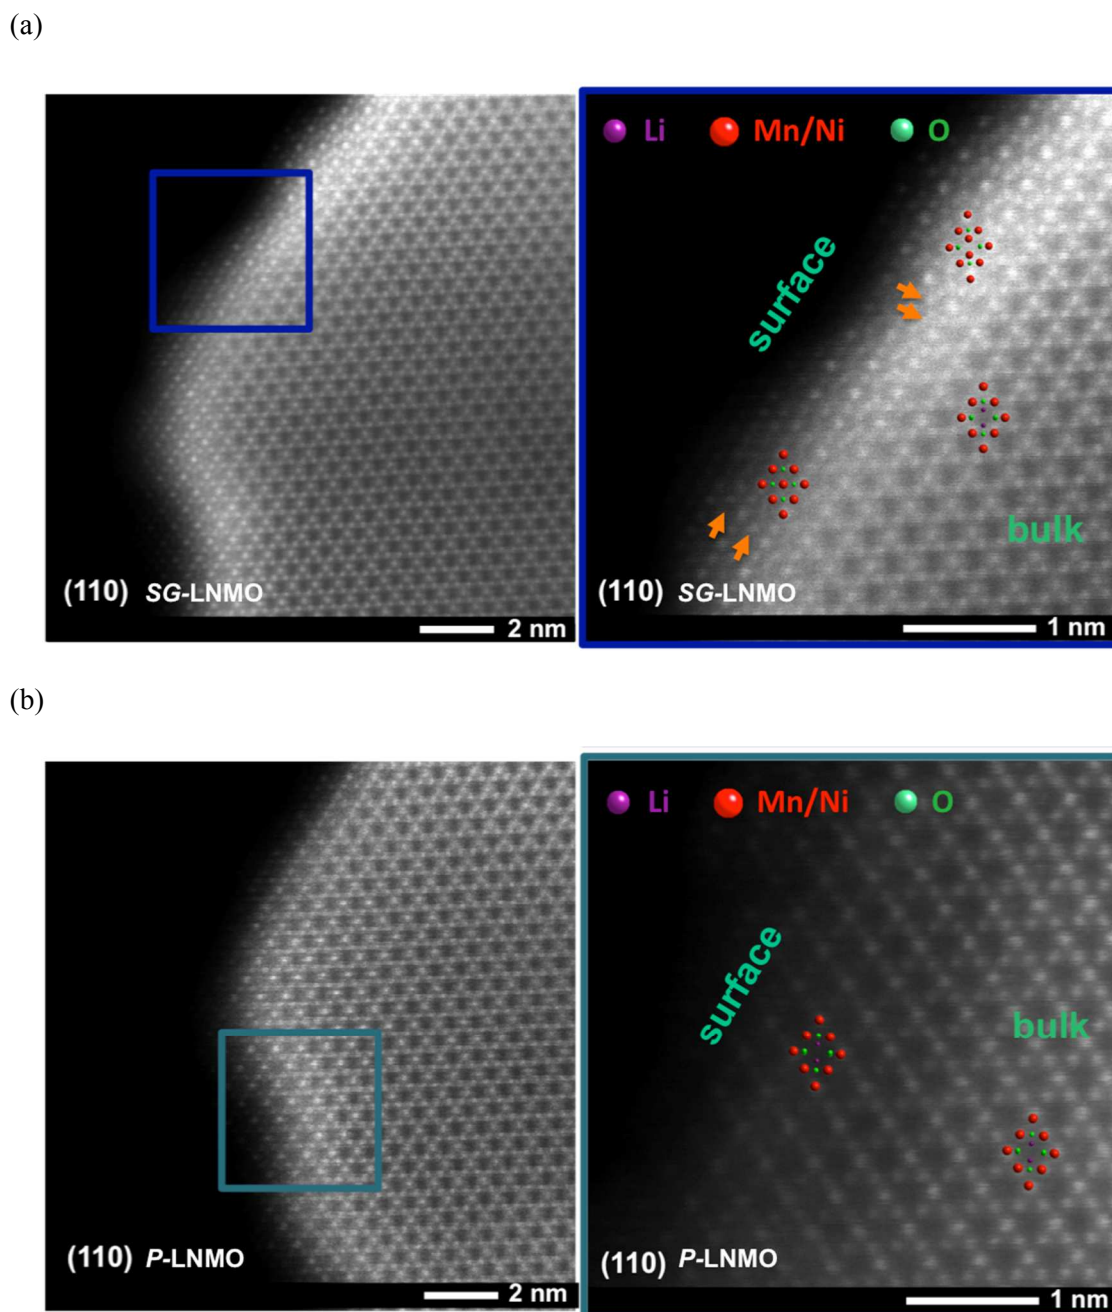 (a)
Li Mn/Ni O
surface
bulk
(110) SG-LNMO
2 nm
(110) SG-LNMO
1 nm
(b)
Li Mn/Ni O
surface
bulk
(110) P-LNMO
2 nm
(110) P-LNMO
1 nm